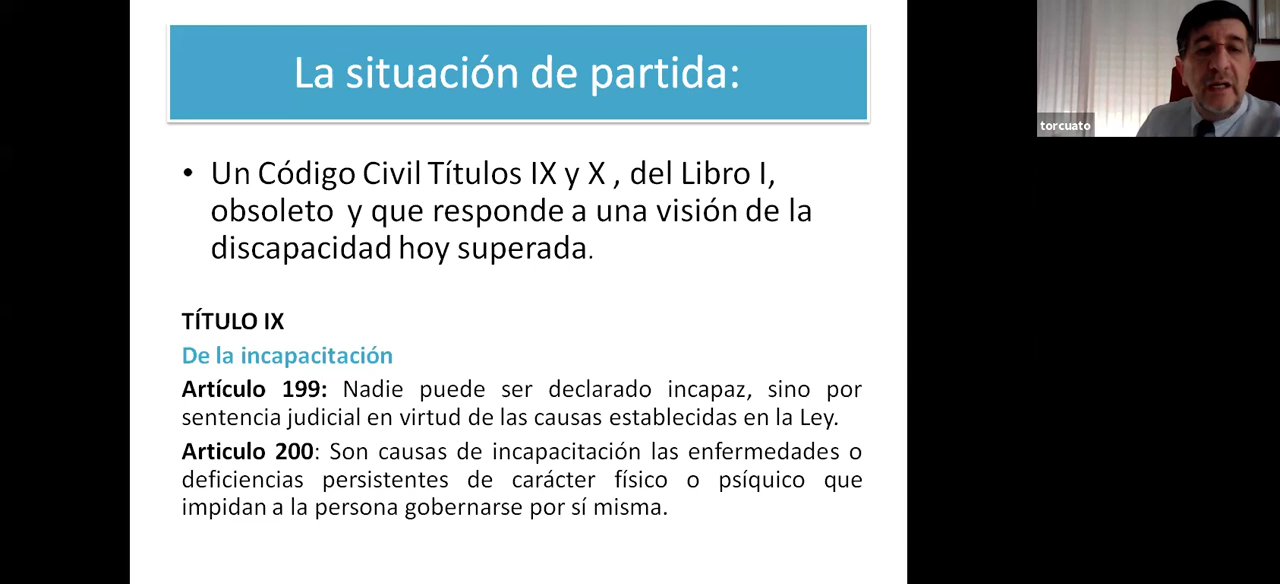 La situación de partida:
• Un Código Civil Títulos IX y X , del Libro I,
obsoleto y que responde a una visión de la
discapacidad hoy superada.
TÍTULO IX
De la incapacitación
Artículo 199: Nadie puede ser declarado incapaz, sino por
sentencia judicial en virtud de las causas establecidas en la Ley.
Articulo 200: Son causas de incapacitación las enfermedades o
deficiencias persistentes de carácter físico o psíquico que
impidan a la persona gobernarse por sí misma.
torcuato